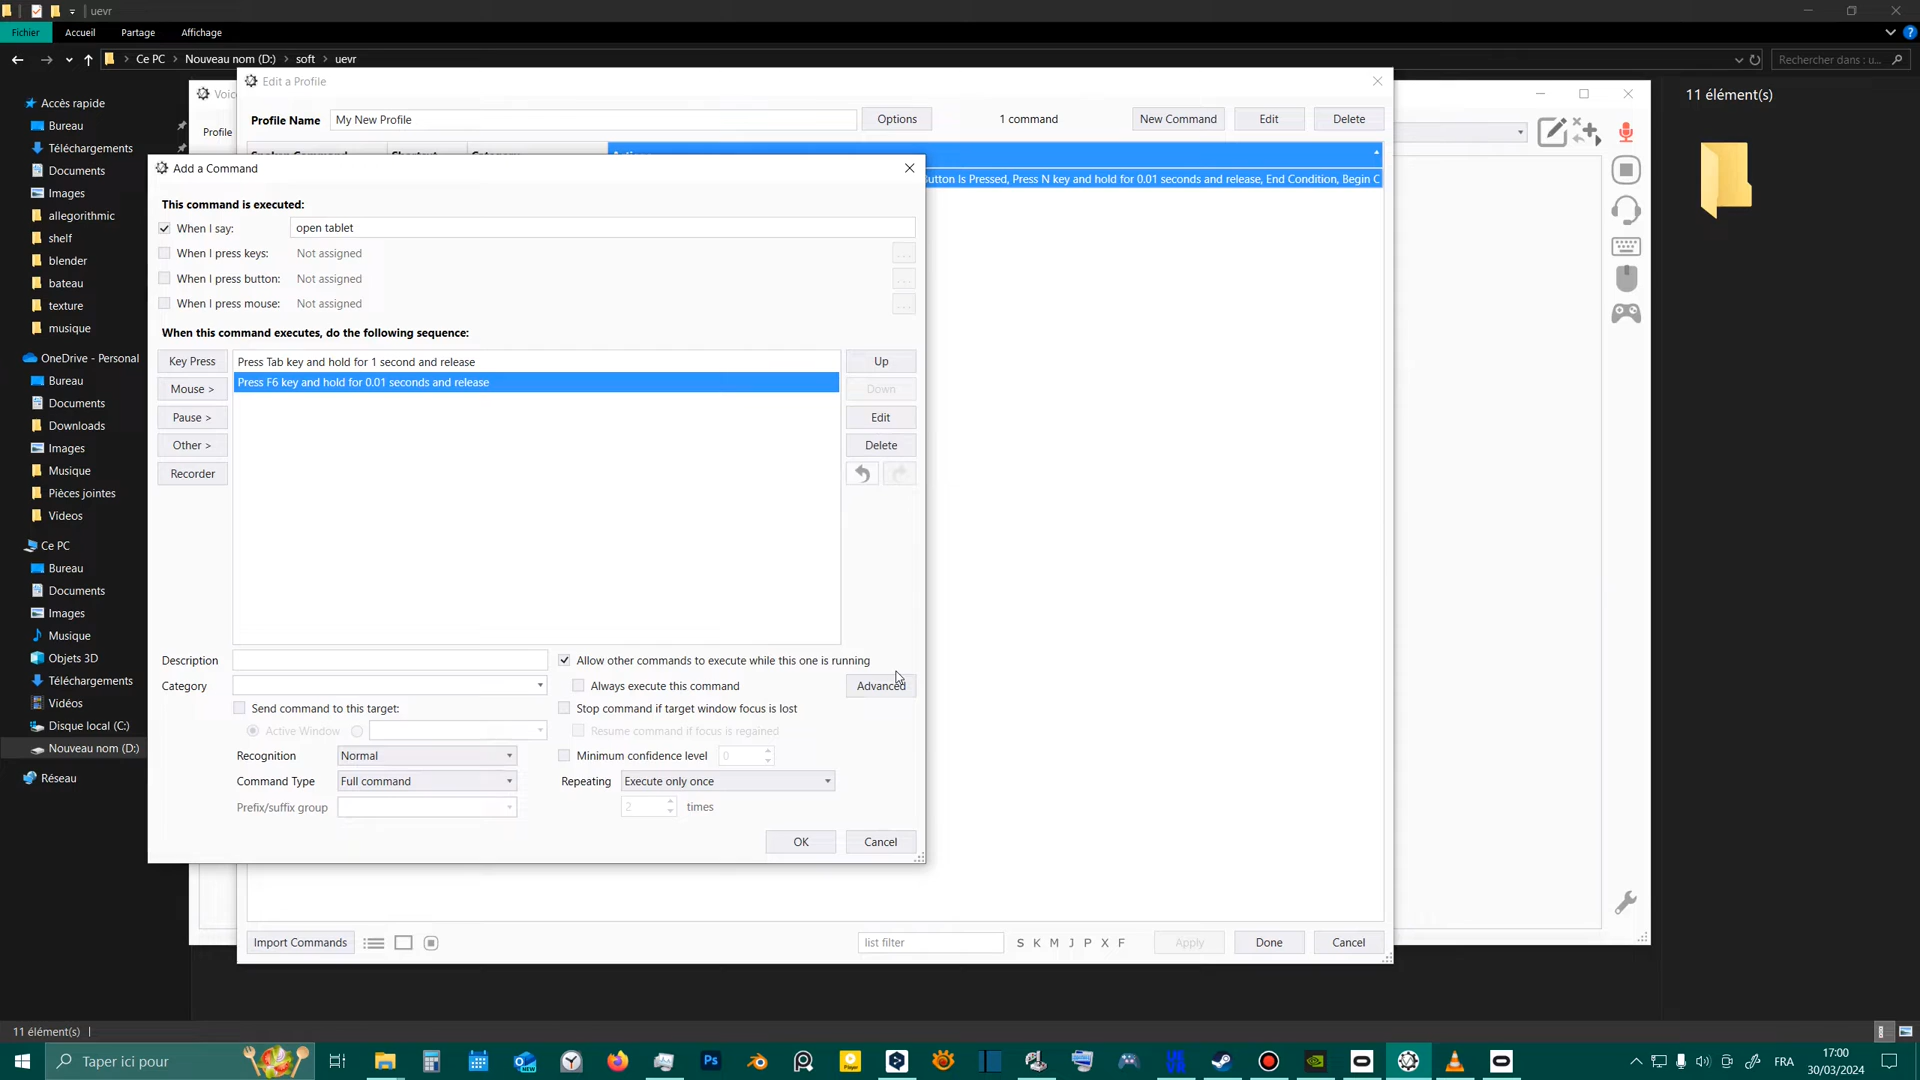 uevr
Fichier Accueil Partage Affichage
Ce PC Nouveau nom (D:) soft uevr
Rechercher dans : u...
Accès rapide
Bureau
Téléchargements
Documents
Images
allegorithmic
shelf
blender
bateau
texture
musique
OneDrive - Personal
Bureau
Documents
Downloads
Images
Musique
Pièces jointes
Videos
Ce PC
Bureau
Documents
Images
Musique
Objets 3D
Téléchargements
Vidéos
Disque local (C:)
Nouveau nom (D:)
Réseau
11 élément(s)
11 élément(s)
Voic
Profile
Edit a Profile
Profile Name My New Profile Options 1 command New Command Edit Delete
utton Is Pressed, Press N key and hold for 0.01 seconds and release, End Condition, Begin C
Add a Command
This command is executed:
When I say: open tablet
When I press keys: Not assigned ...
When I press button: Not assigned ...
When I press mouse: Not assigned ...
When this command executes, do the following sequence:
Key Press
Mouse >
Pause >
Other >
Recorder
Press Tab key and hold for 1 second and release
Press F6 key and hold for 0.01 seconds and release
Up
Down
Edit
Delete
Description
Category
Allow other commands to execute while this one is running
Always execute this command
Advanced
Send command to this target:
Stop command if target window focus is lost
Active Window
Resume command if focus is regained
Recognition Normal
Minimum confidence level 0
Command Type Full command
Repeating Execute only once
Prefix/suffix group
2 times
OK Cancel
Import Commands
list filter S K M J P X F Apply Done Cancel
Taper ici pour
Ps
FRA
17:00
30/03/2024